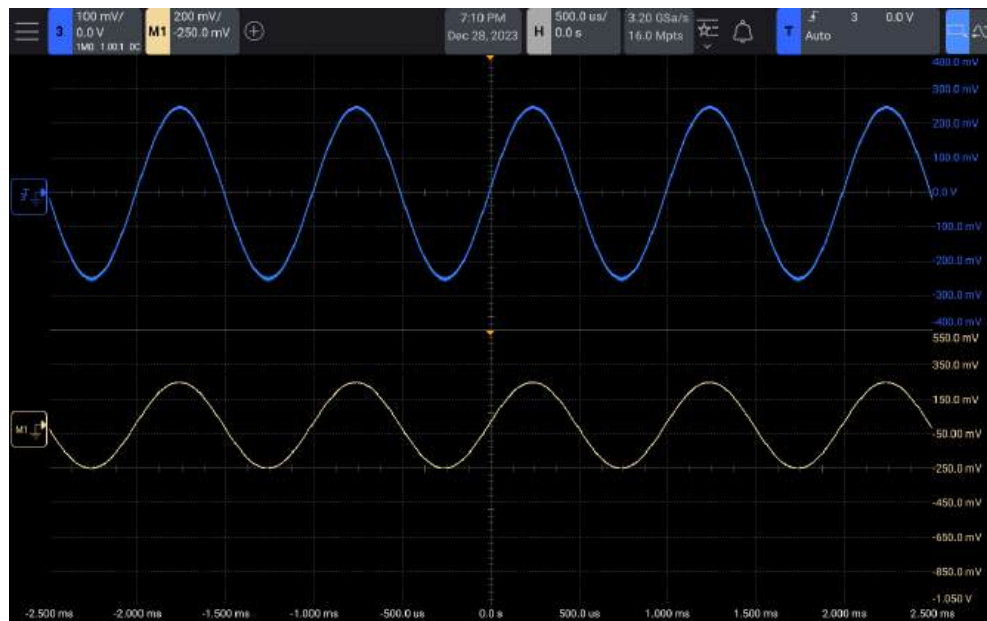 3
100 mV/
0.0 V
1MΩ 1.00:1 DC
M1
200 mV/
-250.0 mV
7:10 PM
Dec 28, 2023
H
500.0 us/
0.0 s
3.20 GSa/s
16.0 Mpts
T
3
0.0 V
Auto
400.0 mV
300.0 mV
200.0 mV
100.0 mV
0.0 V
-100.0 mV
-200.0 mV
-300.0 mV
-400.0 mV
550.0 mV
350.0 mV
150.0 mV
M1
-50.00 mV
-250.0 mV
-450.0 mV
-650.0 mV
-850.0 mV
-1.050 V
-2.500 ms
-2.000 ms
-1.500 ms
-1.000 ms
-500.0 us
0.0 s
500.0 us
1.000 ms
1.500 ms
2.000 ms
2.500 ms